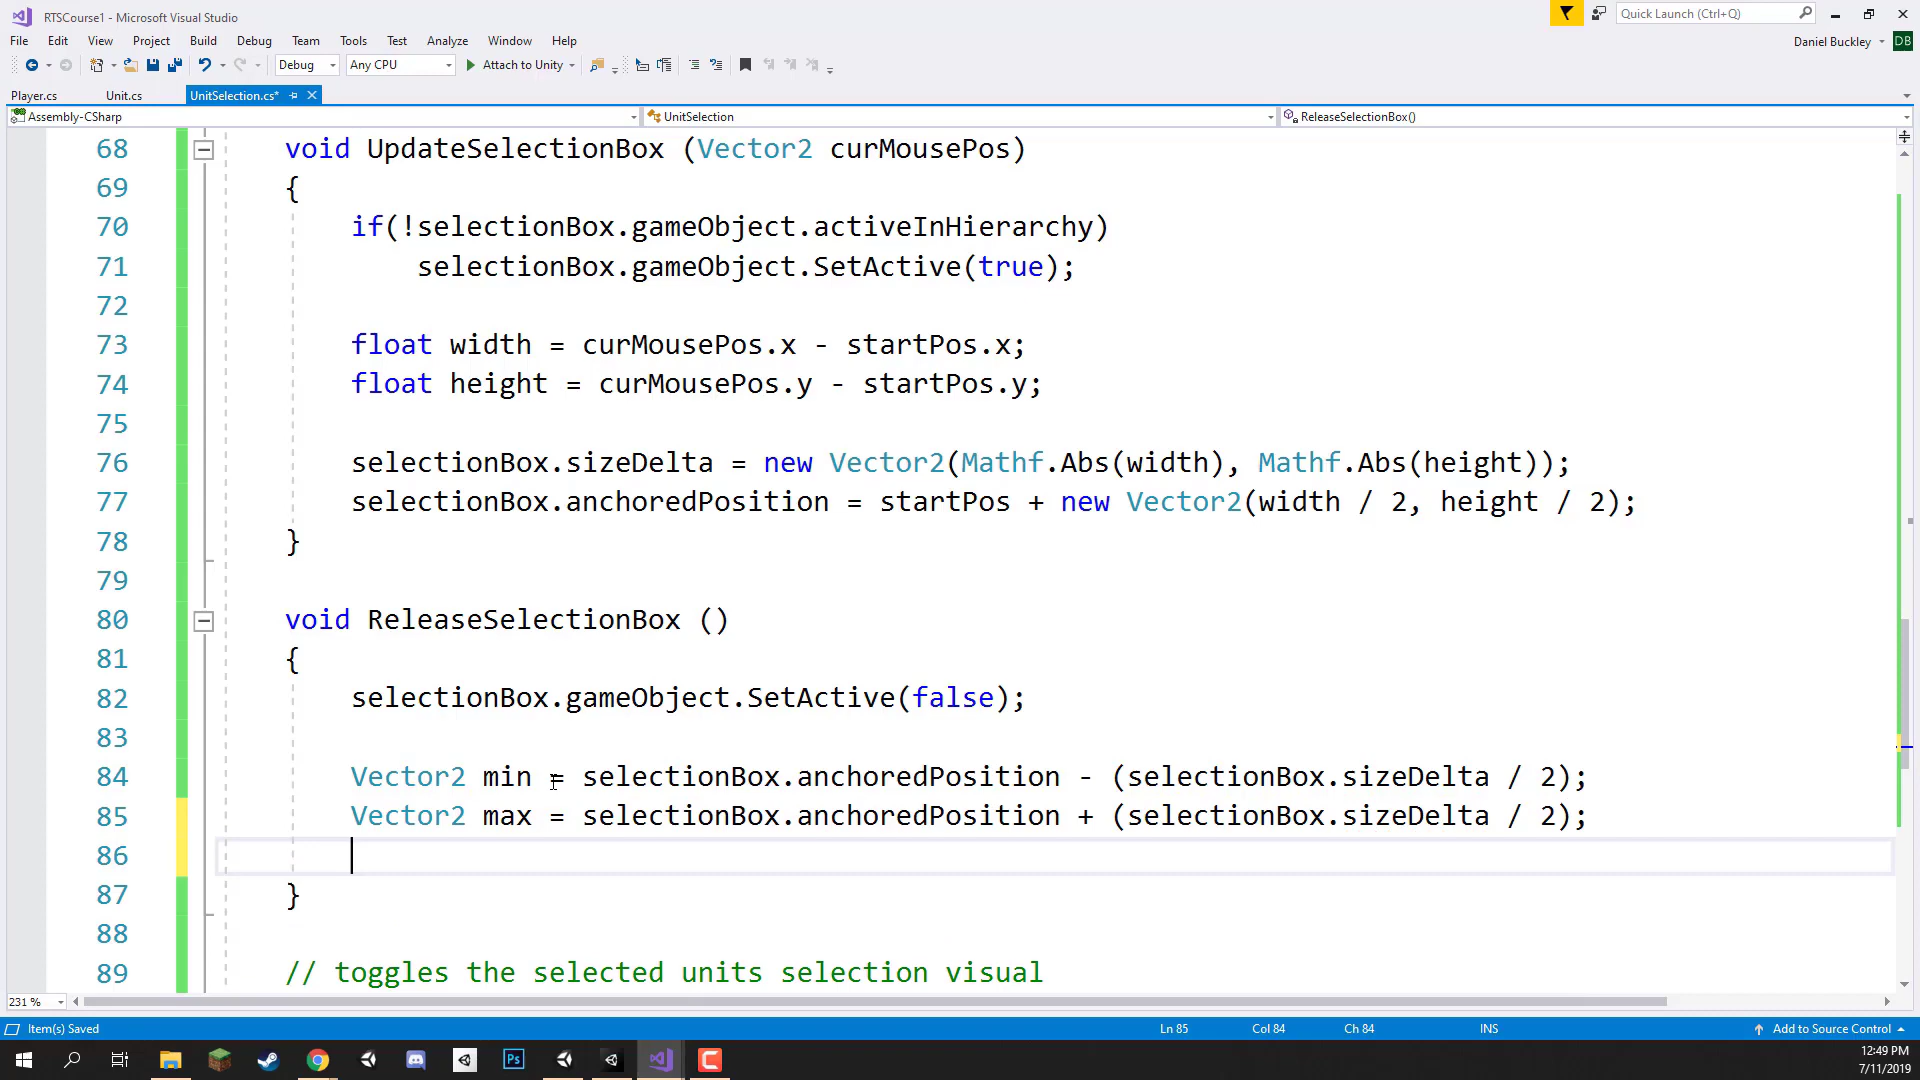 RTSCourse1 - Microsoft Visual Studio
Quick Launch (Ctrl+Q)
File Edit View Project Build Debug Team Tools Test Analyze Window Help
Daniel Buckley DB
Debug Any CPU Attach to Unity
Player.cs Unit.cs UnitSelection.cs*
Assembly-CSharp UnitSelection ReleaseSelectionBox()
68 void UpdateSelectionBox (Vector2 curMousePos)
69 {
70 if(!selectionBox.gameObject.activeInHierarchy)
71 selectionBox.gameObject.SetActive(true);
72
73 float width = curMousePos.x - startPos.x;
74 float height = curMousePos.y - startPos.y;
75
76 selectionBox.sizeDelta = new Vector2(Mathf.Abs(width), Mathf.Abs(height));
77 selectionBox.anchoredPosition = startPos + new Vector2(width / 2, height / 2);
78 }
79
80 void ReleaseSelectionBox ()
81 {
82 selectionBox.gameObject.SetActive(false);
83
84 Vector2 min = selectionBox.anchoredPosition - (selectionBox.sizeDelta / 2);
85 Vector2 max = selectionBox.anchoredPosition + (selectionBox.sizeDelta / 2);
86
87 }
88
89 // toggles the selected units selection visual
231 %
Item(s) Saved Ln 85 Col 84 Ch 84 INS Add to Source Control
Ps
12:49 PM
7/11/2019